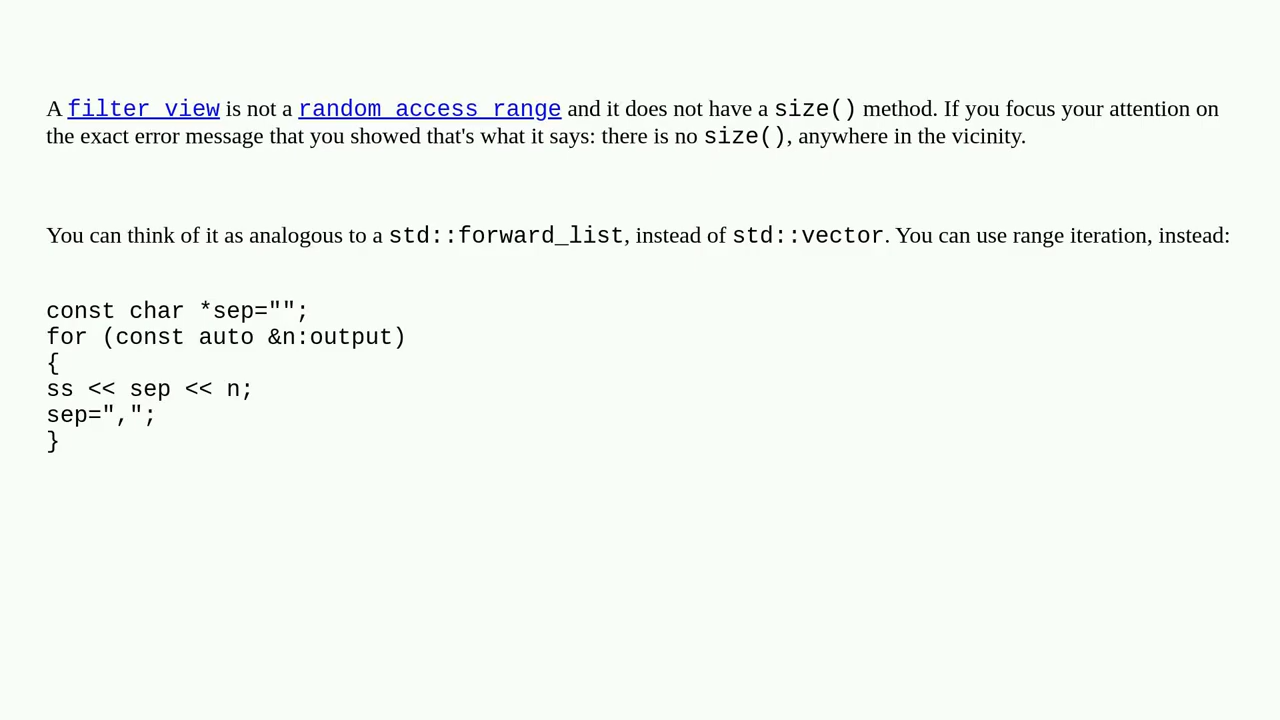 A filter_view is not a random_access_range and it does not have a size() method. If you focus your attention on
the exact error message that you showed that's what it says: there is no size(), anywhere in the vicinity.
You can think of it as analogous to a std::forward_list, instead of std::vector. You can use range iteration, instead:
const char *sep="";
for (const auto &n:output)
{
ss << sep << n;
sep=",";
}